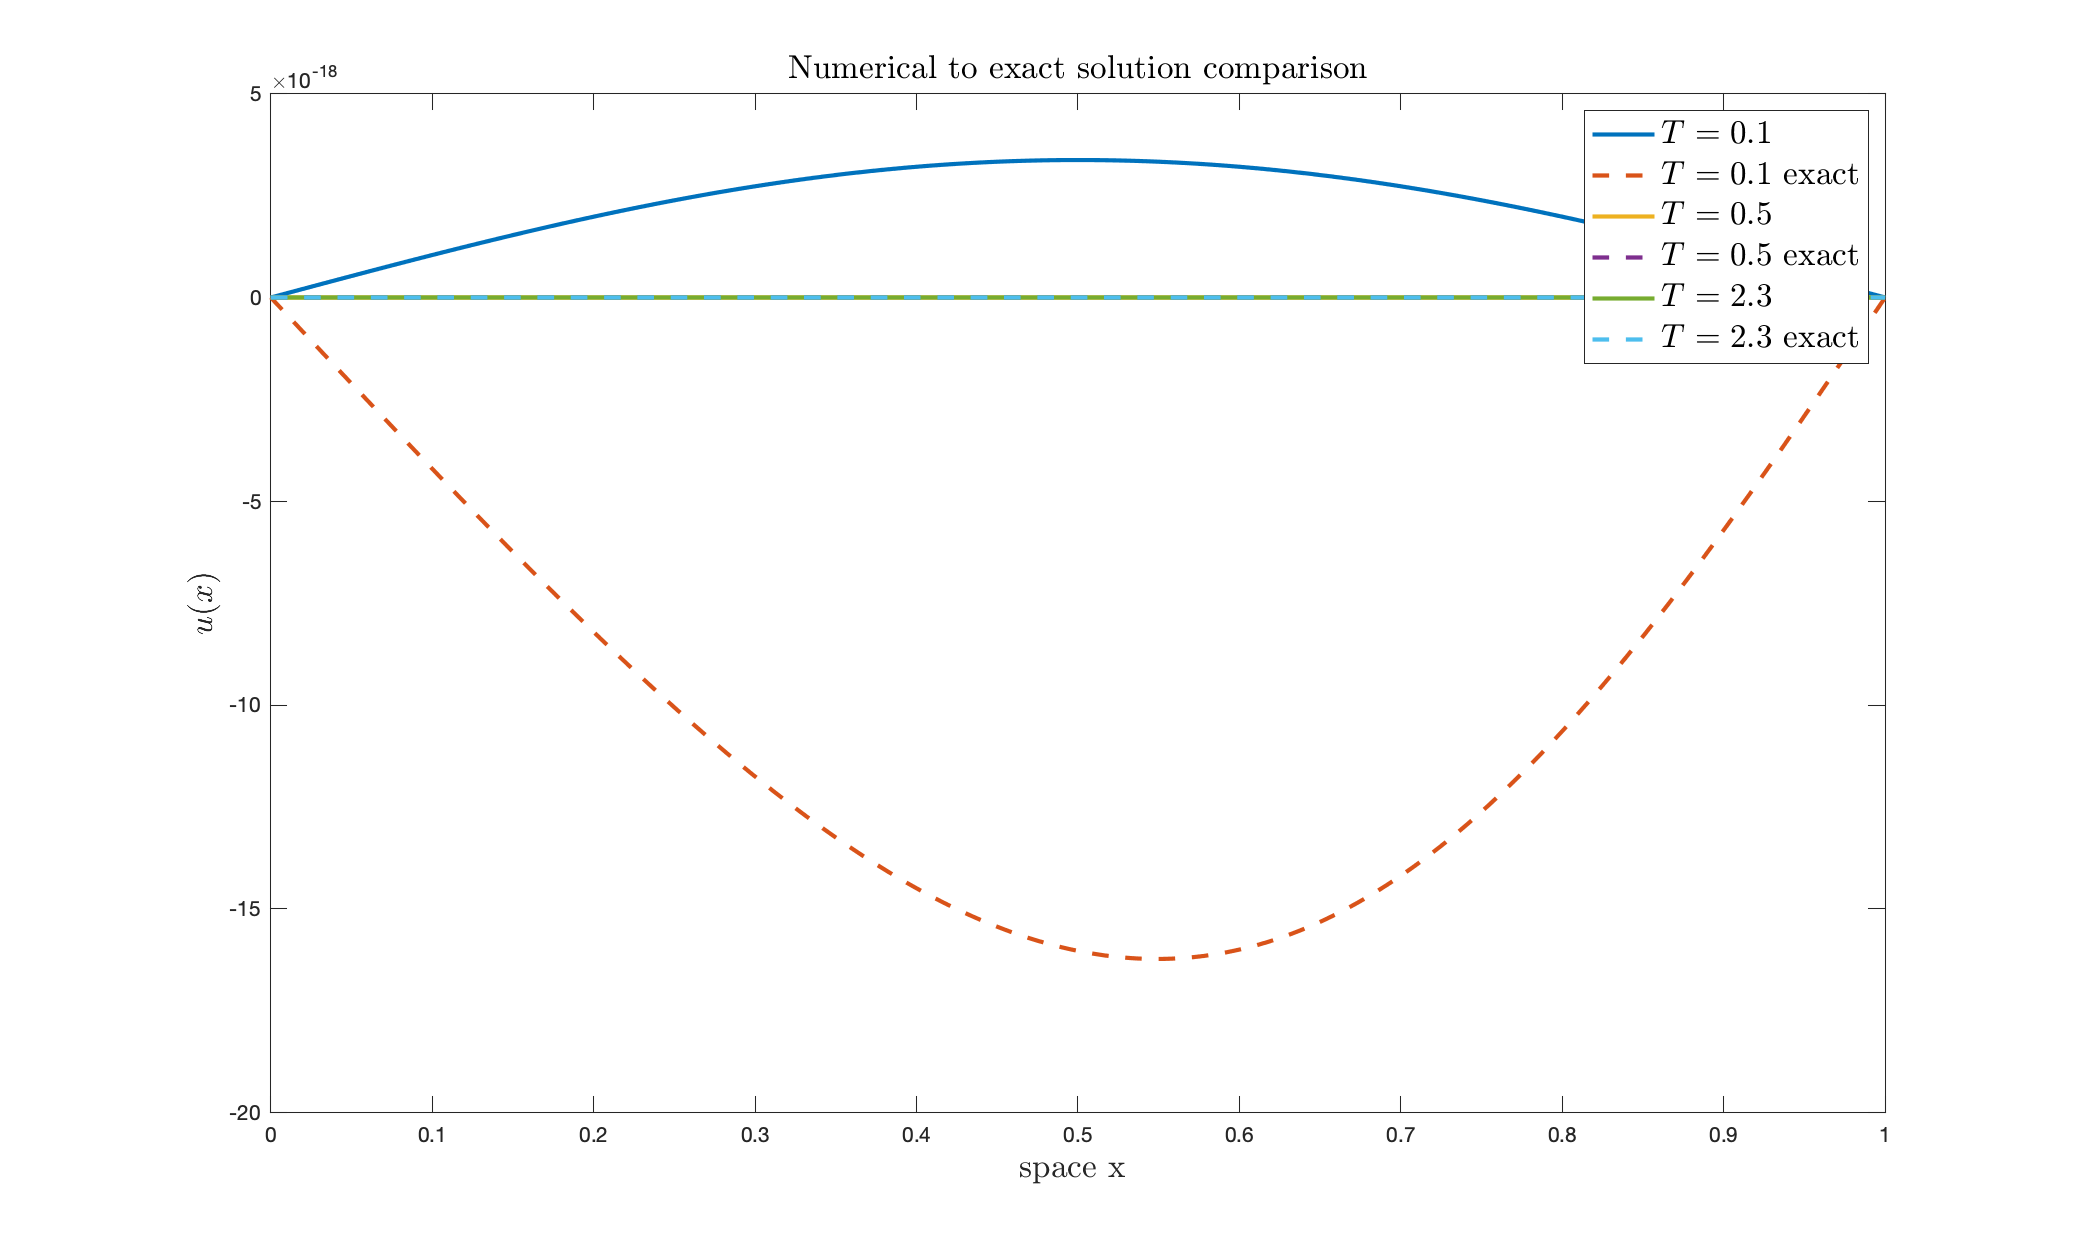 Numerical to exact solution comparison
×10⁻¹⁸
5
0
-5
-10
-15
-20
u(x)
T = 0.1
T = 0.1 exact
T = 0.5
T = 0.5 exact
T = 2.3
T = 2.3 exact
0 0.1 0.2 0.3 0.4 0.5 0.6 0.7 0.8 0.9 1
space x